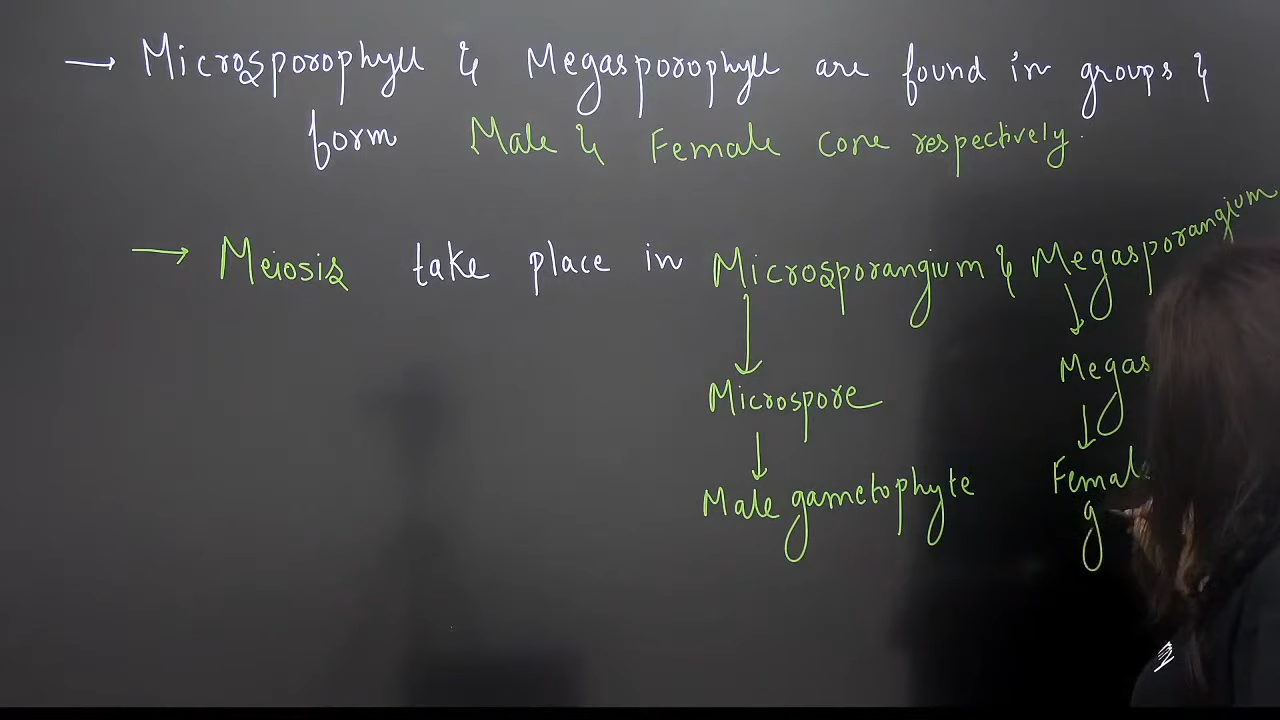 → Microsporophyll & Megasporophyll are found in groups &
form Male & Female cone respectively.
→ Meiosis take place in Microsporangium & Megasporangium
Microspore
Megas
Male gametophyte
Female
g